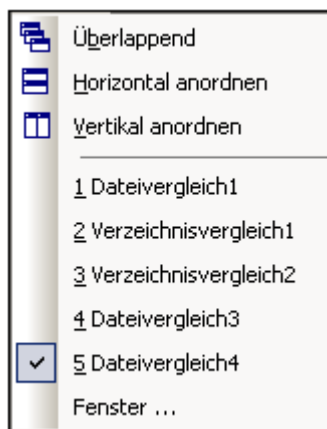 Überlappend
Horizontal anordnen
Vertikal anordnen
1 Dateivergleich1
2 Verzeichnisvergleich1
3 Verzeichnisvergleich2
4 Dateivergleich3
5 Dateivergleich4
Fenster ...